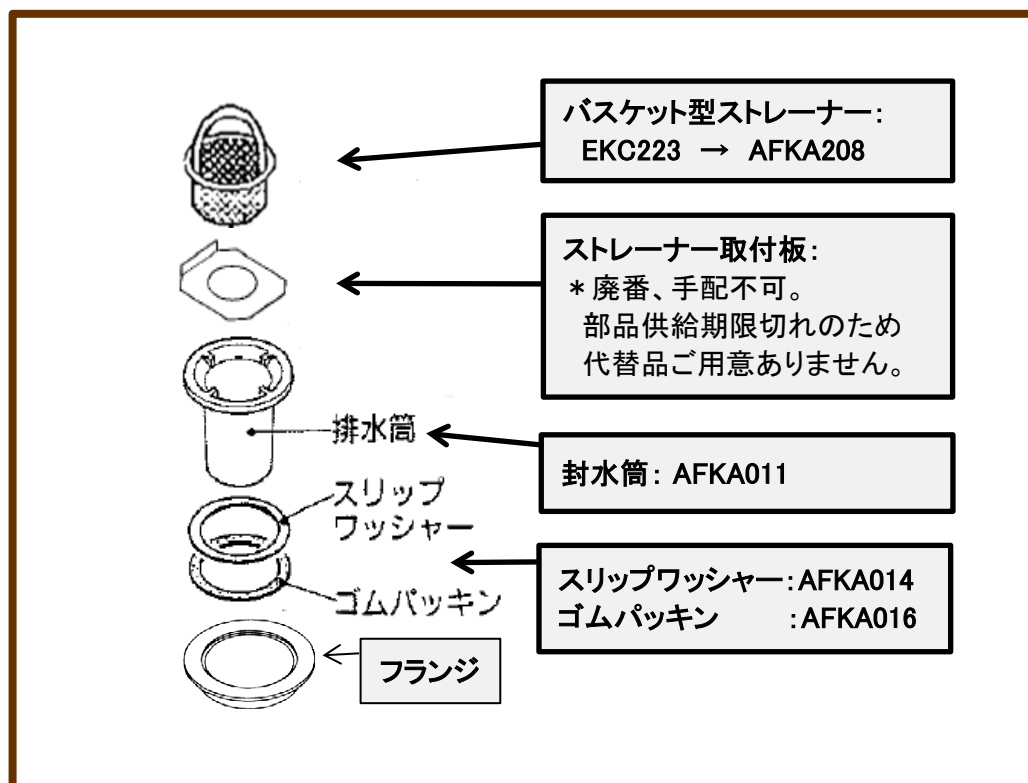 バスケット型ストレーナー:
EKC223 → AFKA208
ストレーナー取付板:
*廃番、手配不可。
部品供給期限切れのため
代替品ご用意ありません。
排水筒
封水筒: AFKA011
スリップ
ワッシャー
ゴムパッキン
スリップワッシャー:AFKA014
ゴムパッキン :AFKA016
フランジ